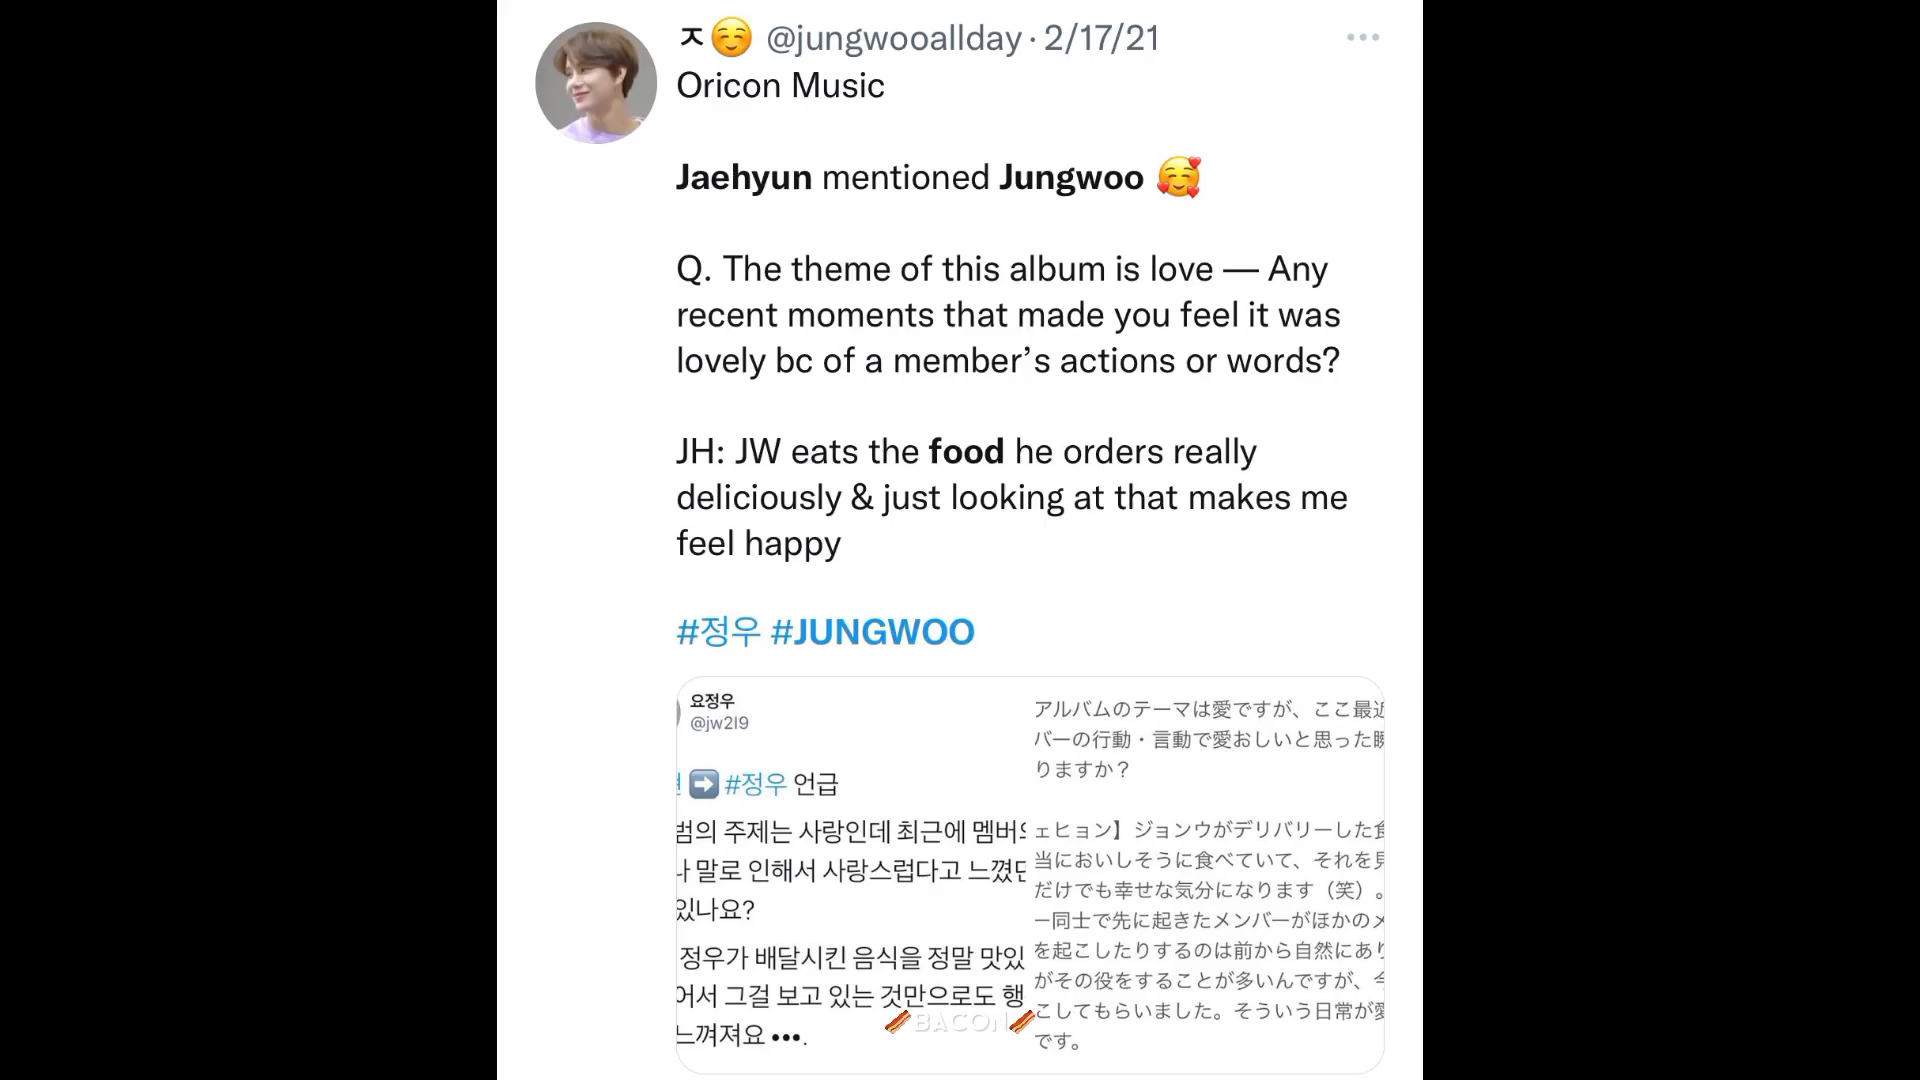 ㅈ☺️ @jungwooallday · 2/17/21
Oricon Music
Jaehyun mentioned Jungwoo 🥰
Q. The theme of this album is love — Any
recent moments that made you feel it was
lovely bc of a member’s actions or words?
JH: JW eats the food he orders really
deliciously & just looking at that makes me
feel happy
#정우 #JUNGWOO
요정우
@jw2I9
➡️ #정우 언급
범의 주제는 사랑인데 최근에 멤버의
나 말로 인해서 사랑스럽다고 느꼈던
있나요?
정우가 배달시킨 음식을 정말 맛있
어서 그걸 보고 있는 것만으로도 행
느껴져요 •••.
アルバムのテーマは愛ですが、ここ最近
バーの行動・言動で愛おしいと思った瞬
りますか？
ェヒョン】ジョンウがデリバリーした食
当においしそうに食べていて、それを見
だけでも幸せな気分になります（笑）。
ー同士で先に起きたメンバーがほかのメ
を起こしたりするのは前から自然にあり
がその役をすることが多いんですが、今
こしてもらいました。そういう日常が愛
です。
🥓BACON🥓